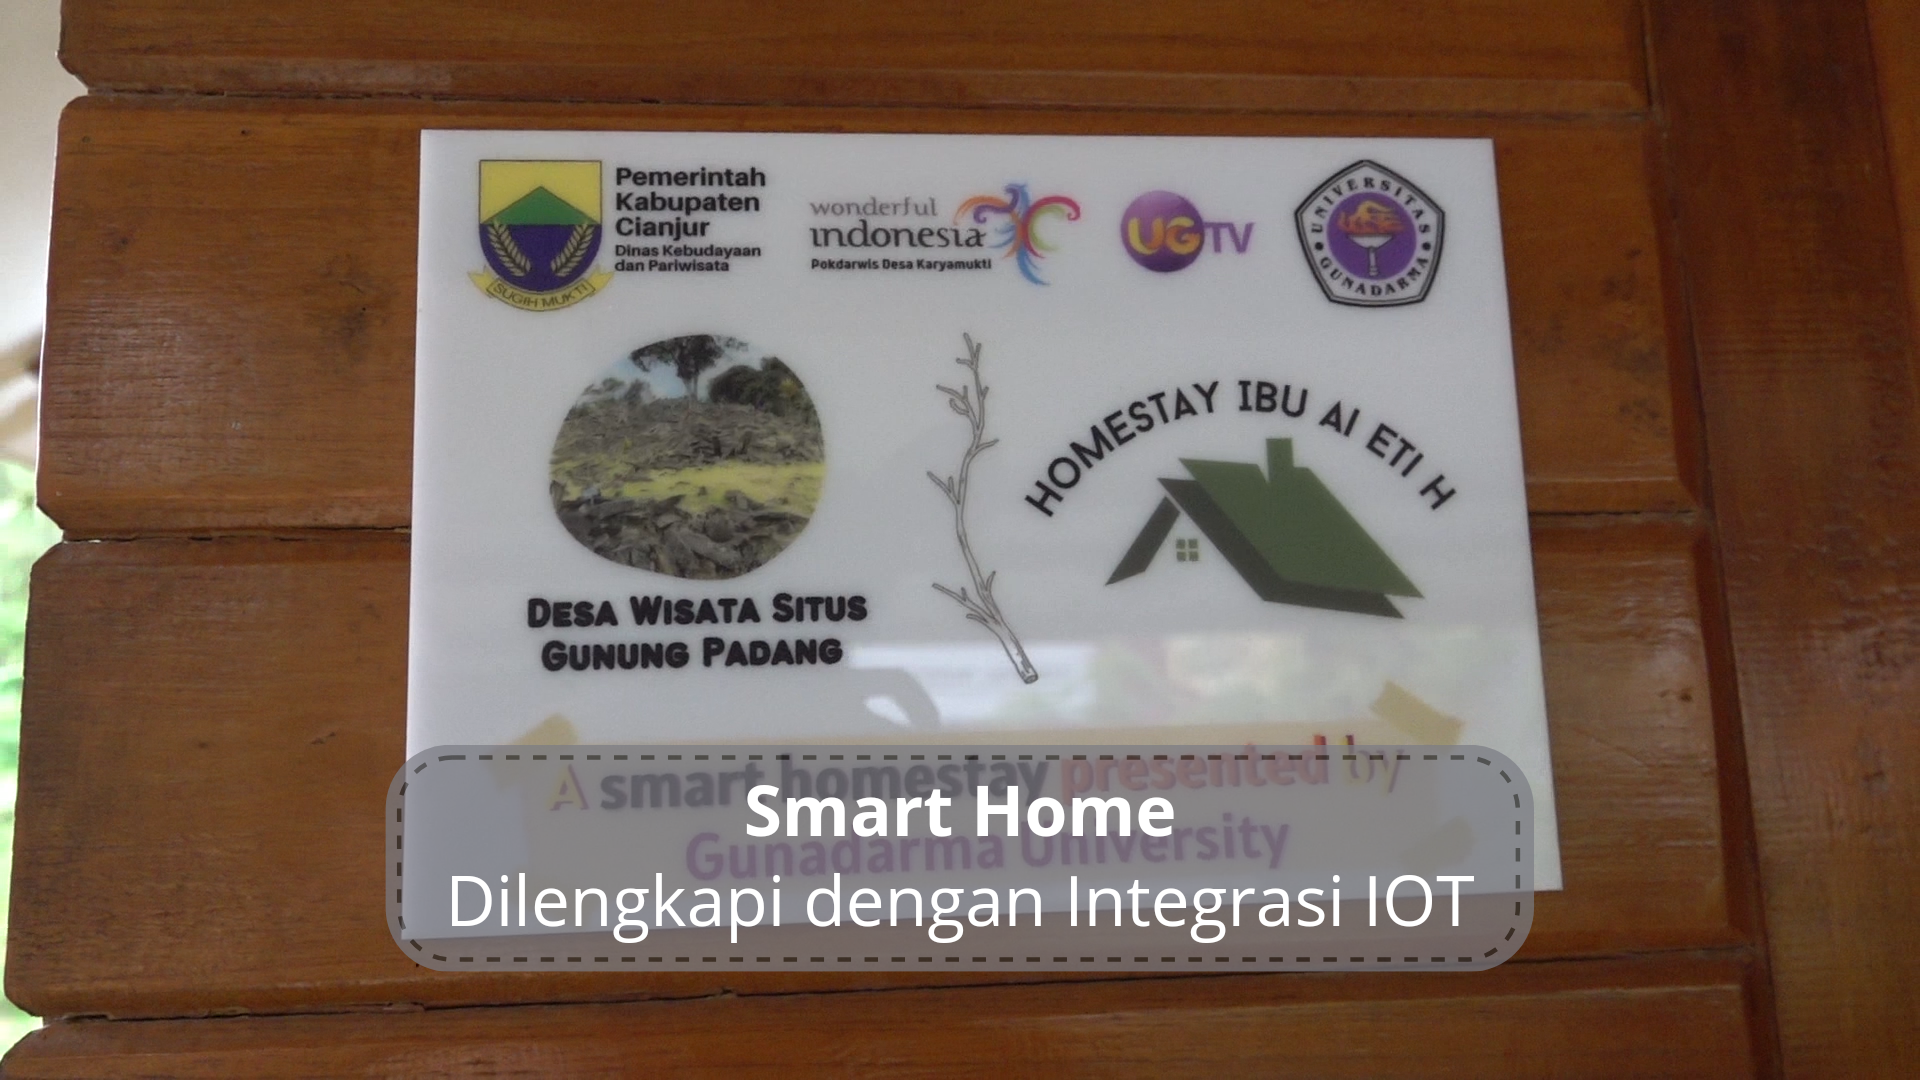 Pemerintah
Kabupaten
Cianjur
Dinas Kebudayaan
dan Pariwisata
SUGIH MUKTI
wonderful
indonesia
Pokdarwis Desa Karyamukti
UGTV
UNIVERSITAS
GUNADARMA
DESA WISATA SITUS
GUNUNG PADANG
HOMESTAY IBU AI ETI H
A smart homestay presented by
Gunadarma University
Smart Home
Dilengkapi dengan Integrasi IOT